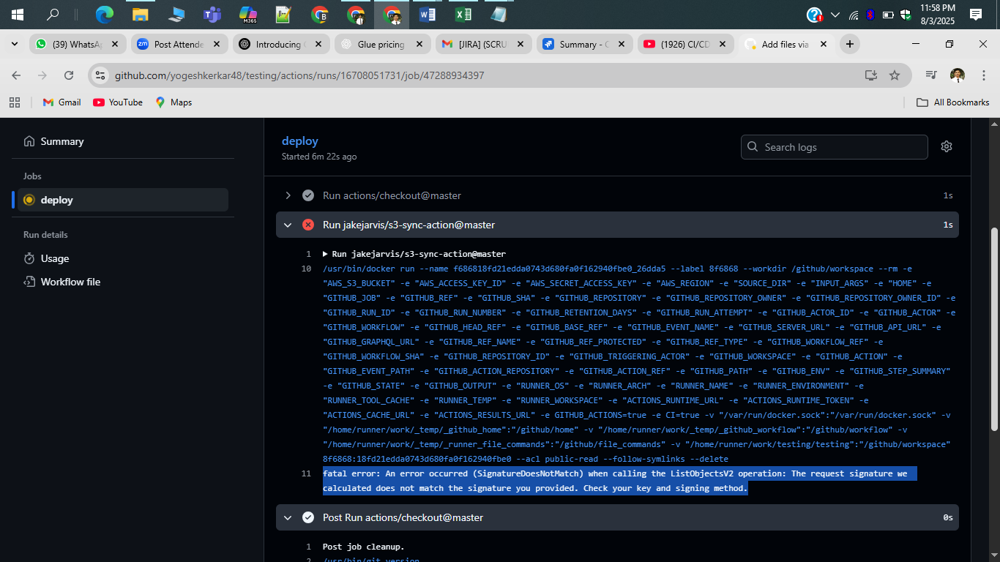 11:58 PM
8/3/2025
(39) WhatsA
Post Attende
Introducing
Glue pricing
[JIRA] (SCRU
Summary - C
(1926) CI/CD
Add files via
github.com/yogeshkerkar48/testing/actions/runs/16708051731/job/47288934397
Gmail
YouTube
Maps
All Bookmarks
Summary
Jobs
deploy
Run details
Usage
Workflow file
deploy
Started 6m 22s ago
Search logs
Run actions/checkout@master
1s
Run jakejarvis/s3-sync-action@master
1s
1 ▶ Run jakejarvis/s3-sync-action@master
10 /usr/bin/docker run --name f686818fd21edda0743d680fa0f162940fbe0_26dda5 --label 8f6868 --workdir /github/workspace --rm -e
"AWS_S3_BUCKET" -e "AWS_ACCESS_KEY_ID" -e "AWS_SECRET_ACCESS_KEY" -e "AWS_REGION" -e "SOURCE_DIR" -e "INPUT_ARGS" -e "HOME" -e
"GITHUB_JOB" -e "GITHUB_REF" -e "GITHUB_SHA" -e "GITHUB_REPOSITORY" -e "GITHUB_REPOSITORY_OWNER" -e "GITHUB_REPOSITORY_OWNER_ID" -e
"GITHUB_RUN_ID" -e "GITHUB_RUN_NUMBER" -e "GITHUB_RETENTION_DAYS" -e "GITHUB_RUN_ATTEMPT" -e "GITHUB_ACTOR_ID" -e "GITHUB_ACTOR" -e
"GITHUB_WORKFLOW" -e "GITHUB_HEAD_REF" -e "GITHUB_BASE_REF" -e "GITHUB_EVENT_NAME" -e "GITHUB_SERVER_URL" -e "GITHUB_API_URL" -e
"GITHUB_GRAPHQL_URL" -e "GITHUB_REF_NAME" -e "GITHUB_REF_PROTECTED" -e "GITHUB_REF_TYPE" -e "GITHUB_WORKFLOW_REF" -e
"GITHUB_WORKFLOW_SHA" -e "GITHUB_REPOSITORY_ID" -e "GITHUB_TRIGGERING_ACTOR" -e "GITHUB_WORKSPACE" -e "GITHUB_ACTION" -e
"GITHUB_EVENT_PATH" -e "GITHUB_ACTION_REPOSITORY" -e "GITHUB_ACTION_REF" -e "GITHUB_PATH" -e "GITHUB_ENV" -e "GITHUB_STEP_SUMMARY"
-e "GITHUB_STATE" -e "GITHUB_OUTPUT" -e "RUNNER_OS" -e "RUNNER_ARCH" -e "RUNNER_NAME" -e "RUNNER_ENVIRONMENT" -e
"RUNNER_TOOL_CACHE" -e "RUNNER_TEMP" -e "RUNNER_WORKSPACE" -e "ACTIONS_RUNTIME_URL" -e "ACTIONS_RUNTIME_TOKEN" -e
"ACTIONS_CACHE_URL" -e "ACTIONS_RESULTS_URL" -e GITHUB_ACTIONS=true -e CI=true -v "/var/run/docker.sock":"/var/run/docker.sock" -v
"/home/runner/work/_temp/_github_home":"/github/home" -v "/home/runner/work/_temp/_github_workflow":"/github/workflow" -v
"/home/runner/work/_temp/_runner_file_commands":"/github/file_commands" -v "/home/runner/work/testing/testing":"/github/workspace"
8f6868:18fd21edda0743d680fa0f162940fbe0 --acl public-read --follow-symlinks --delete
11 fatal error: An error occurred (SignatureDoesNotMatch) when calling the ListObjectsV2 operation: The request signature we
calculated does not match the signature you provided. Check your key and signing method.
Post Run actions/checkout@master
0s
1 Post job cleanup.
2 /usr/bin/git version